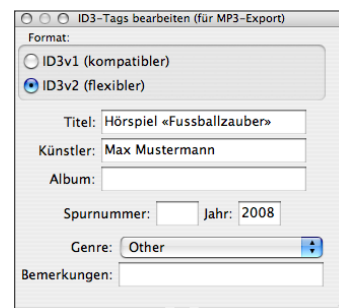 ID3-Tags bearbeiten (für MP3-Export)
Format:
ID3v1 (kompatibler)
ID3v2 (flexibler)
Titel: Hörspiel «Fussballzauber»
Künstler: Max Mustermann
Album:
Spurnummer: Jahr: 2008
Genre: Other
Bemerkungen: